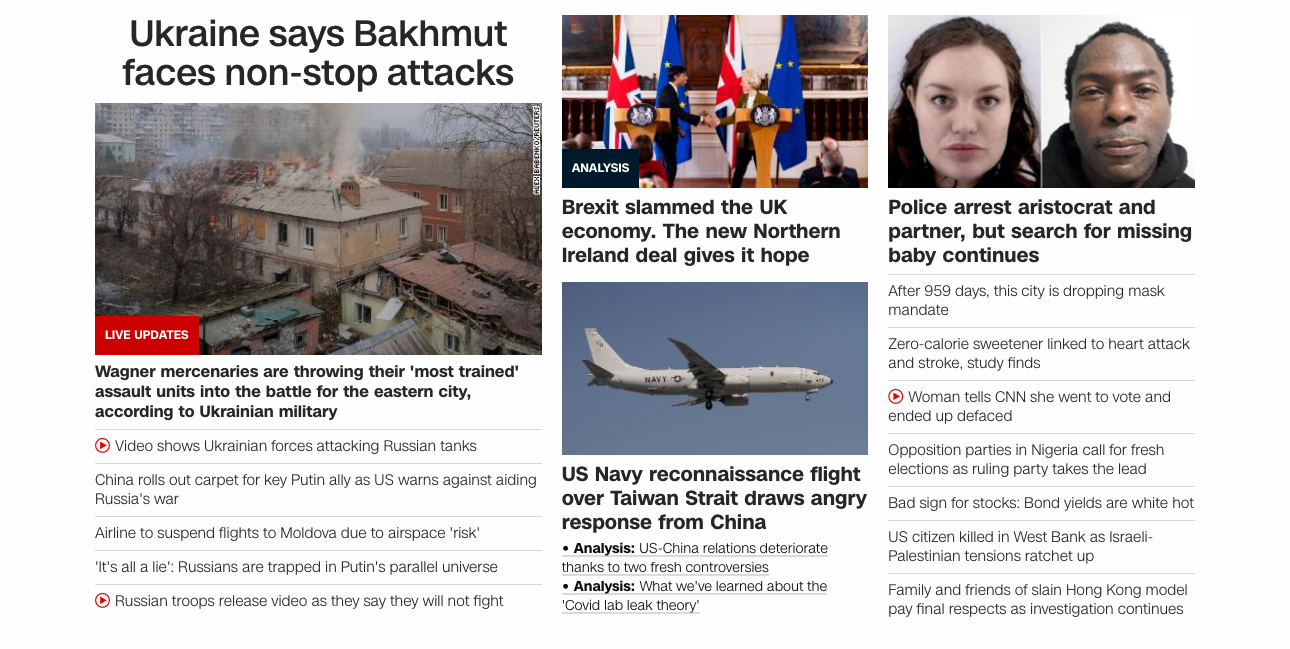 Ukraine says Bakhmut
faces non-stop attacks
ALEX BABENKO/REUTERS
LIVE UPDATES
Wagner mercenaries are throwing their 'most trained'
assault units into the battle for the eastern city,
according to Ukrainian military
Video shows Ukrainian forces attacking Russian tanks
China rolls out carpet for key Putin ally as US warns against aiding
Russia's war
Airline to suspend flights to Moldova due to airspace 'risk'
'It's all a lie': Russians are trapped in Putin's parallel universe
Russian troops release video as they say they will not fight
ANALYSIS
Brexit slammed the UK
economy. The new Northern
Ireland deal gives it hope
NAVY
US Navy reconnaissance flight
over Taiwan Strait draws angry
response from China
• Analysis: US-China relations deteriorate
thanks to two fresh controversies
• Analysis: What we've learned about the
'Covid lab leak theory'
Police arrest aristocrat and
partner, but search for missing
baby continues
After 959 days, this city is dropping mask
mandate
Zero-calorie sweetener linked to heart attack
and stroke, study finds
Woman tells CNN she went to vote and
ended up defaced
Opposition parties in Nigeria call for fresh
elections as ruling party takes the lead
Bad sign for stocks: Bond yields are white hot
US citizen killed in West Bank as Israeli-
Palestinian tensions ratchet up
Family and friends of slain Hong Kong model
pay final respects as investigation continues